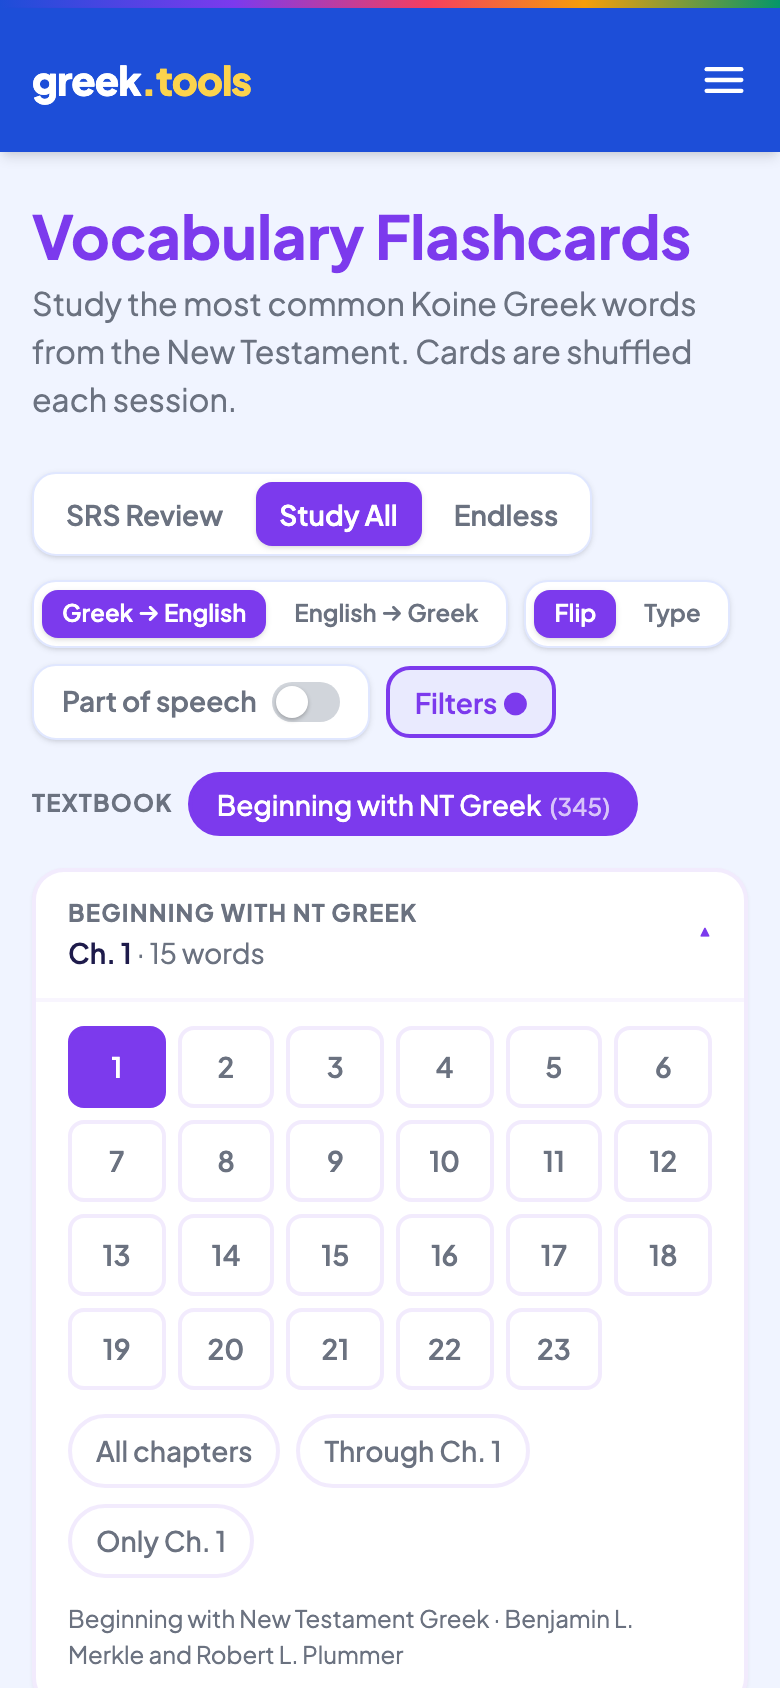 greek.tools
Vocabulary Flashcards
Study the most common Koine Greek words
from the New Testament. Cards are shuffled
each session.
SRS Review Study All Endless
Greek → English English → Greek Flip Type
Part of speech Filters
TEXTBOOK Beginning with NT Greek (345)
BEGINNING WITH NT GREEK
Ch. 1 · 15 words
1 2 3 4 5 6
7 8 9 10 11 12
13 14 15 16 17 18
19 20 21 22 23
All chapters Through Ch. 1
Only Ch. 1
Beginning with New Testament Greek · Benjamin L.
Merkle and Robert L. Plummer